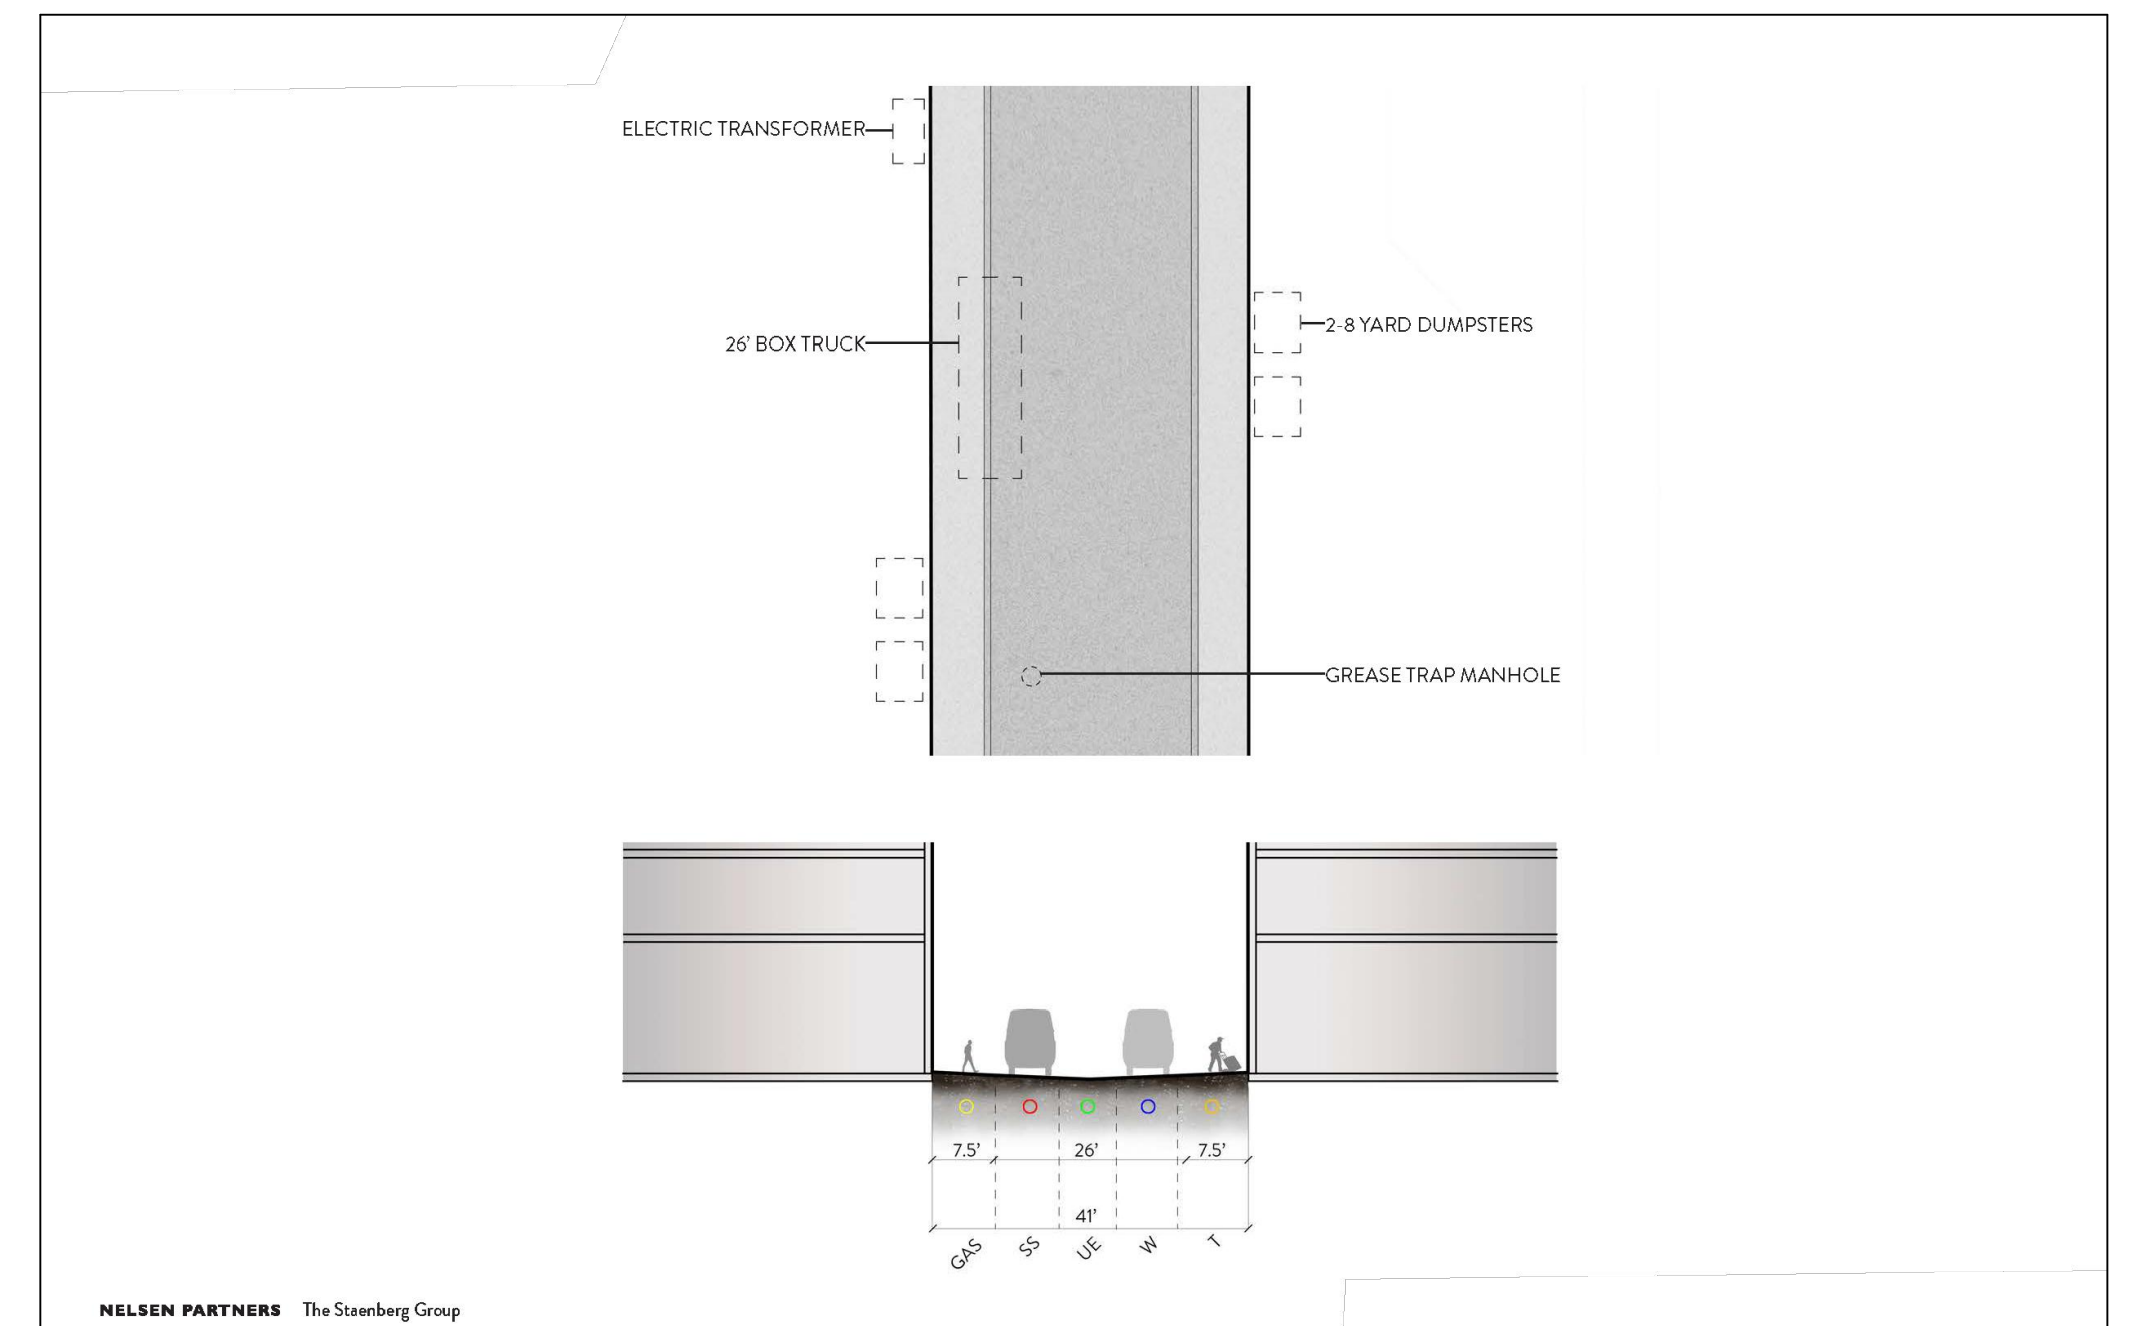 ELECTRIC TRANSFORMER
26' BOX TRUCK
2-8 YARD DUMPSTERS
GREASE TRAP MANHOLE
7.5' 26' 7.5'
41'
GAS SS UE W T
NELSEN PARTNERS The Staenberg Group